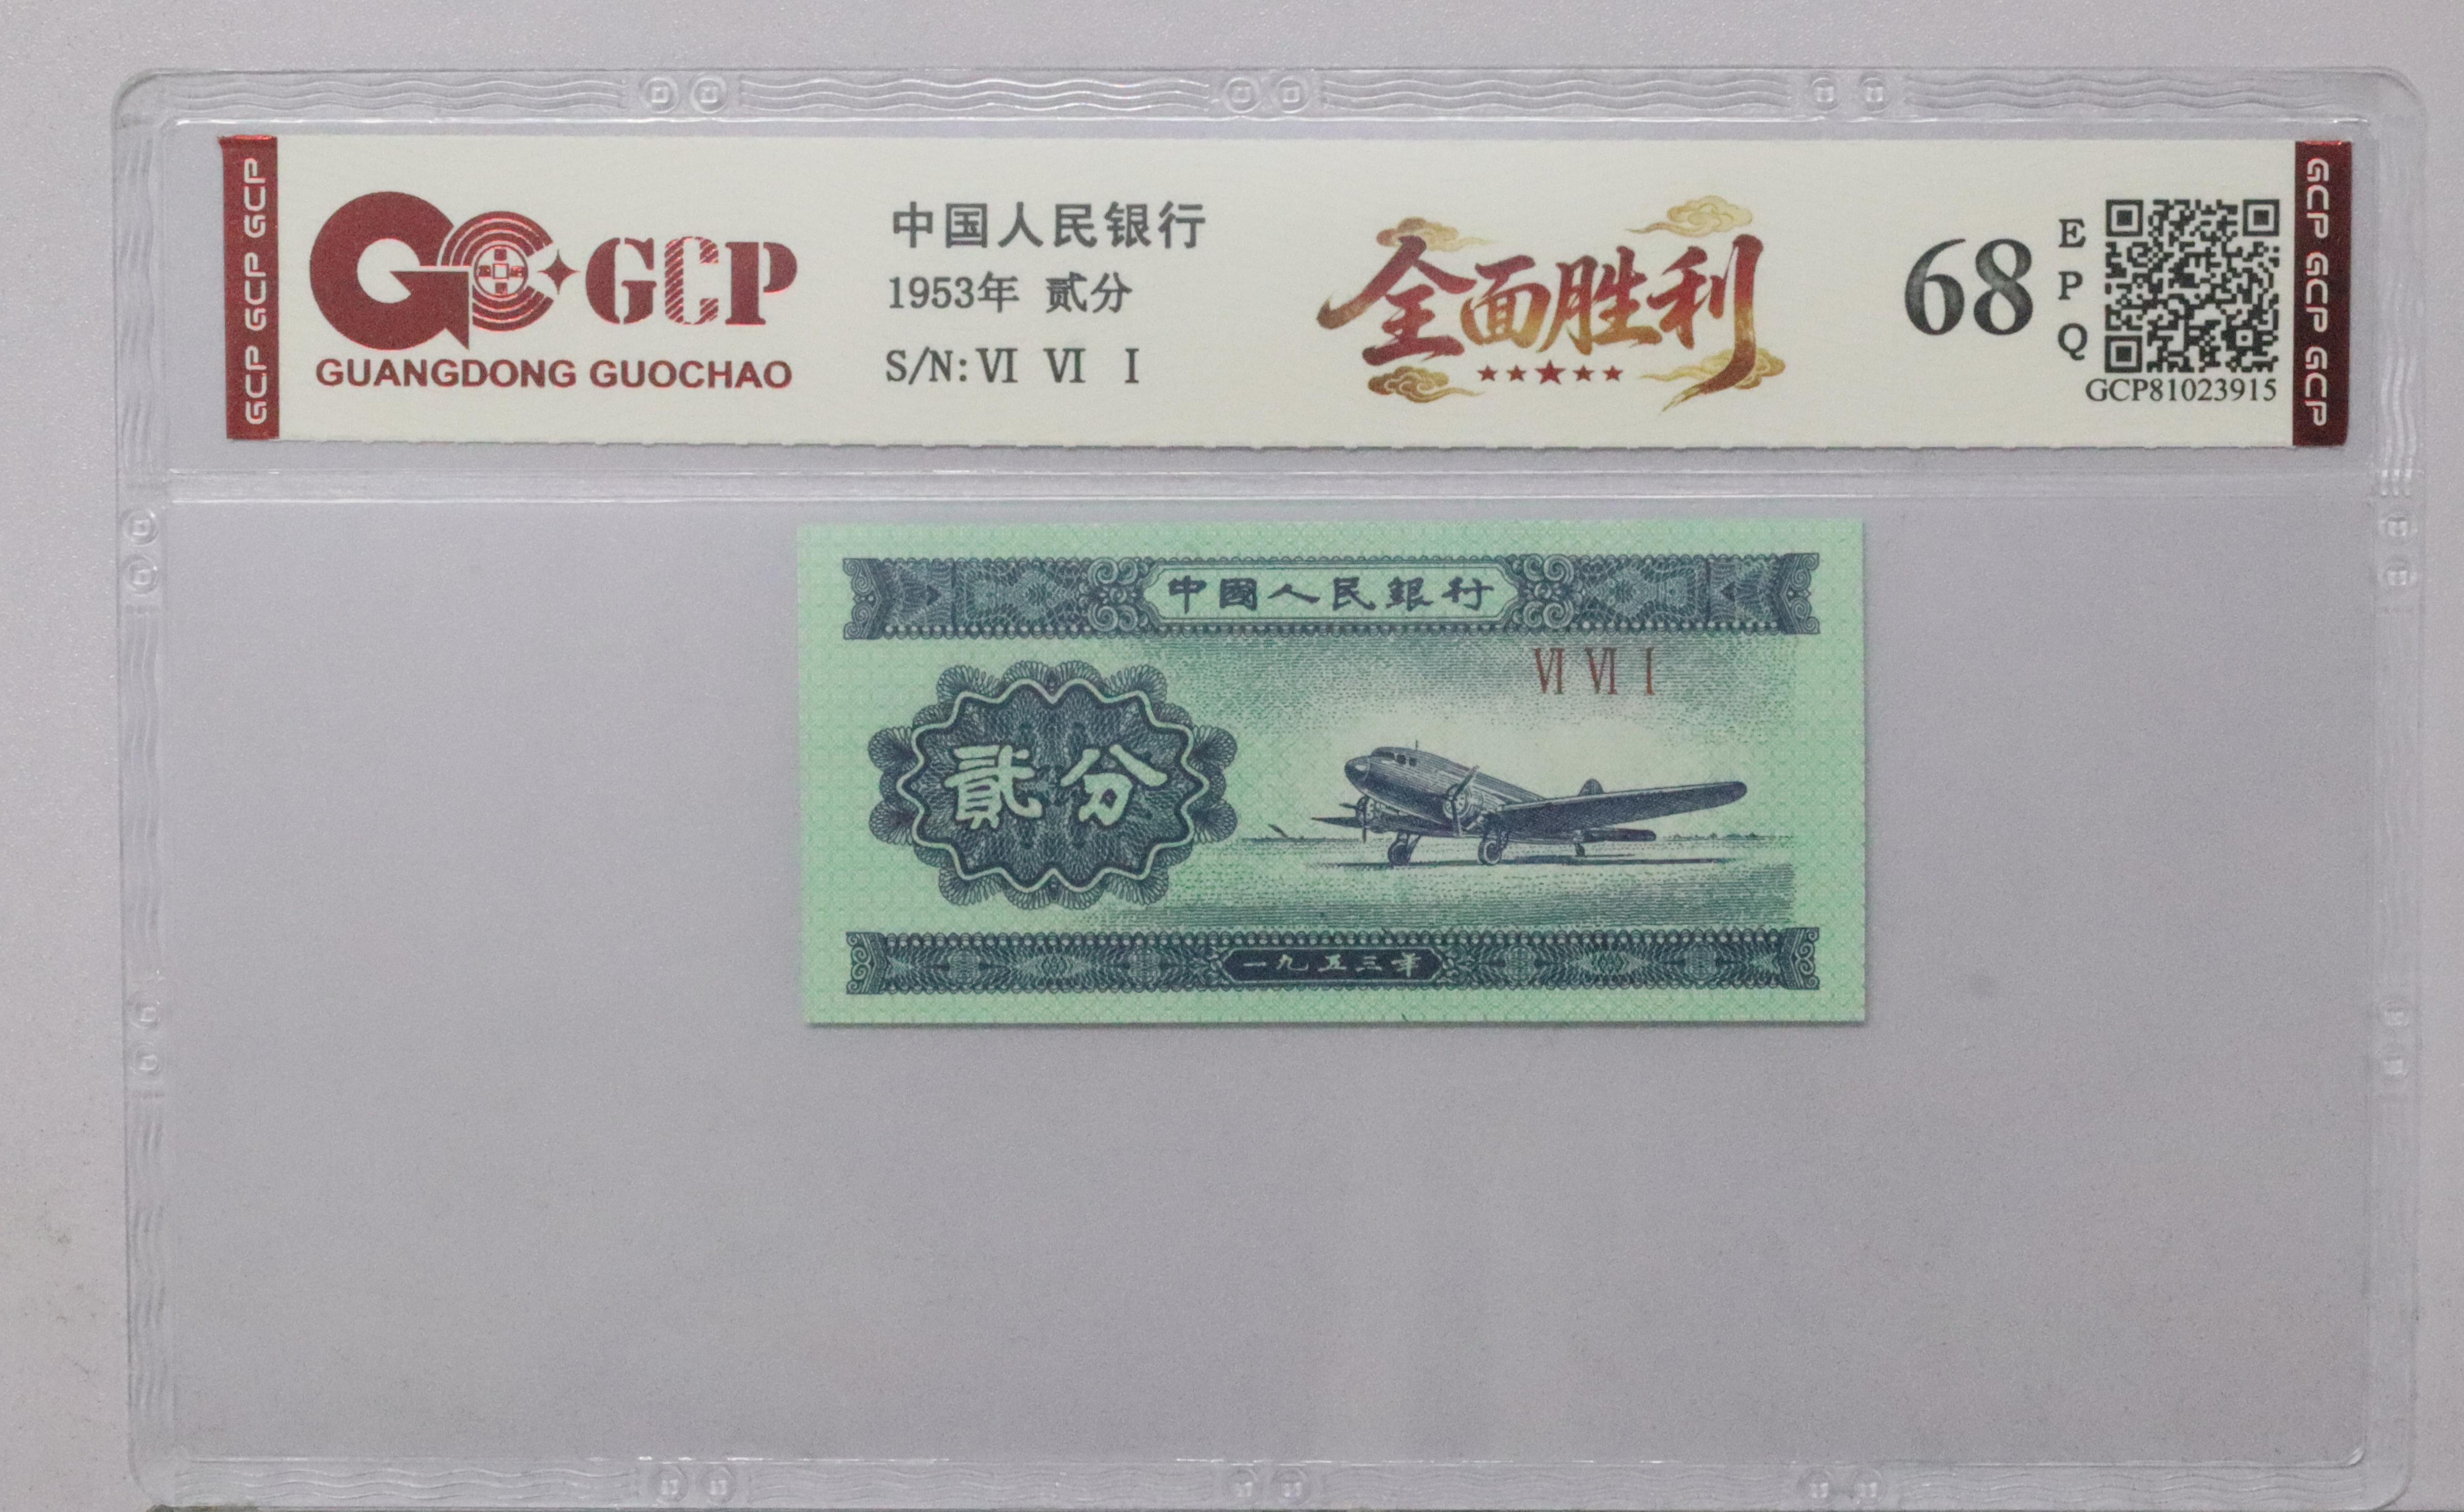 GCP GCP GCP
GCP
GUANGDONG GUOCHAO
中国人民银行
1953年 贰分
S/N: VI VI I
全面胜利
68
E
P
Q
GCP81023915
GCP GCP GCP
中國人民銀行
VI VI I
貳分
一九五三年